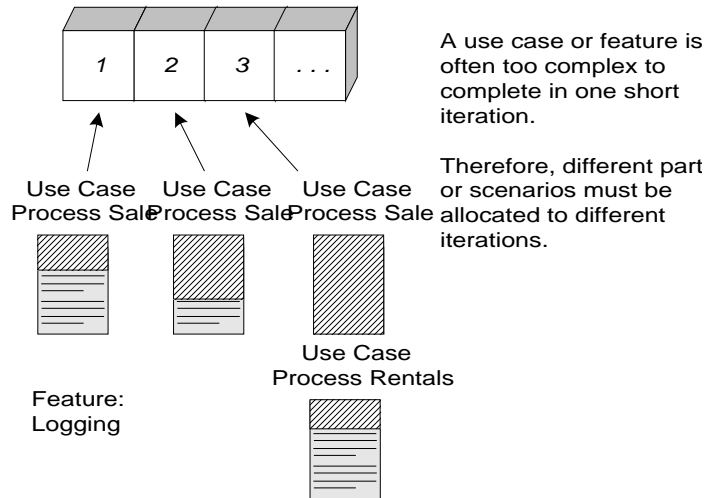 1 2 3 . . .
A use case or feature is
often too complex to
complete in one short
iteration.
Therefore, different part
or scenarios must be
allocated to different
iterations.
Use Case
Process Sale
Use Case
Process Sale
Use Case
Process Sale
Use Case
Process Rentals
Feature:
Logging